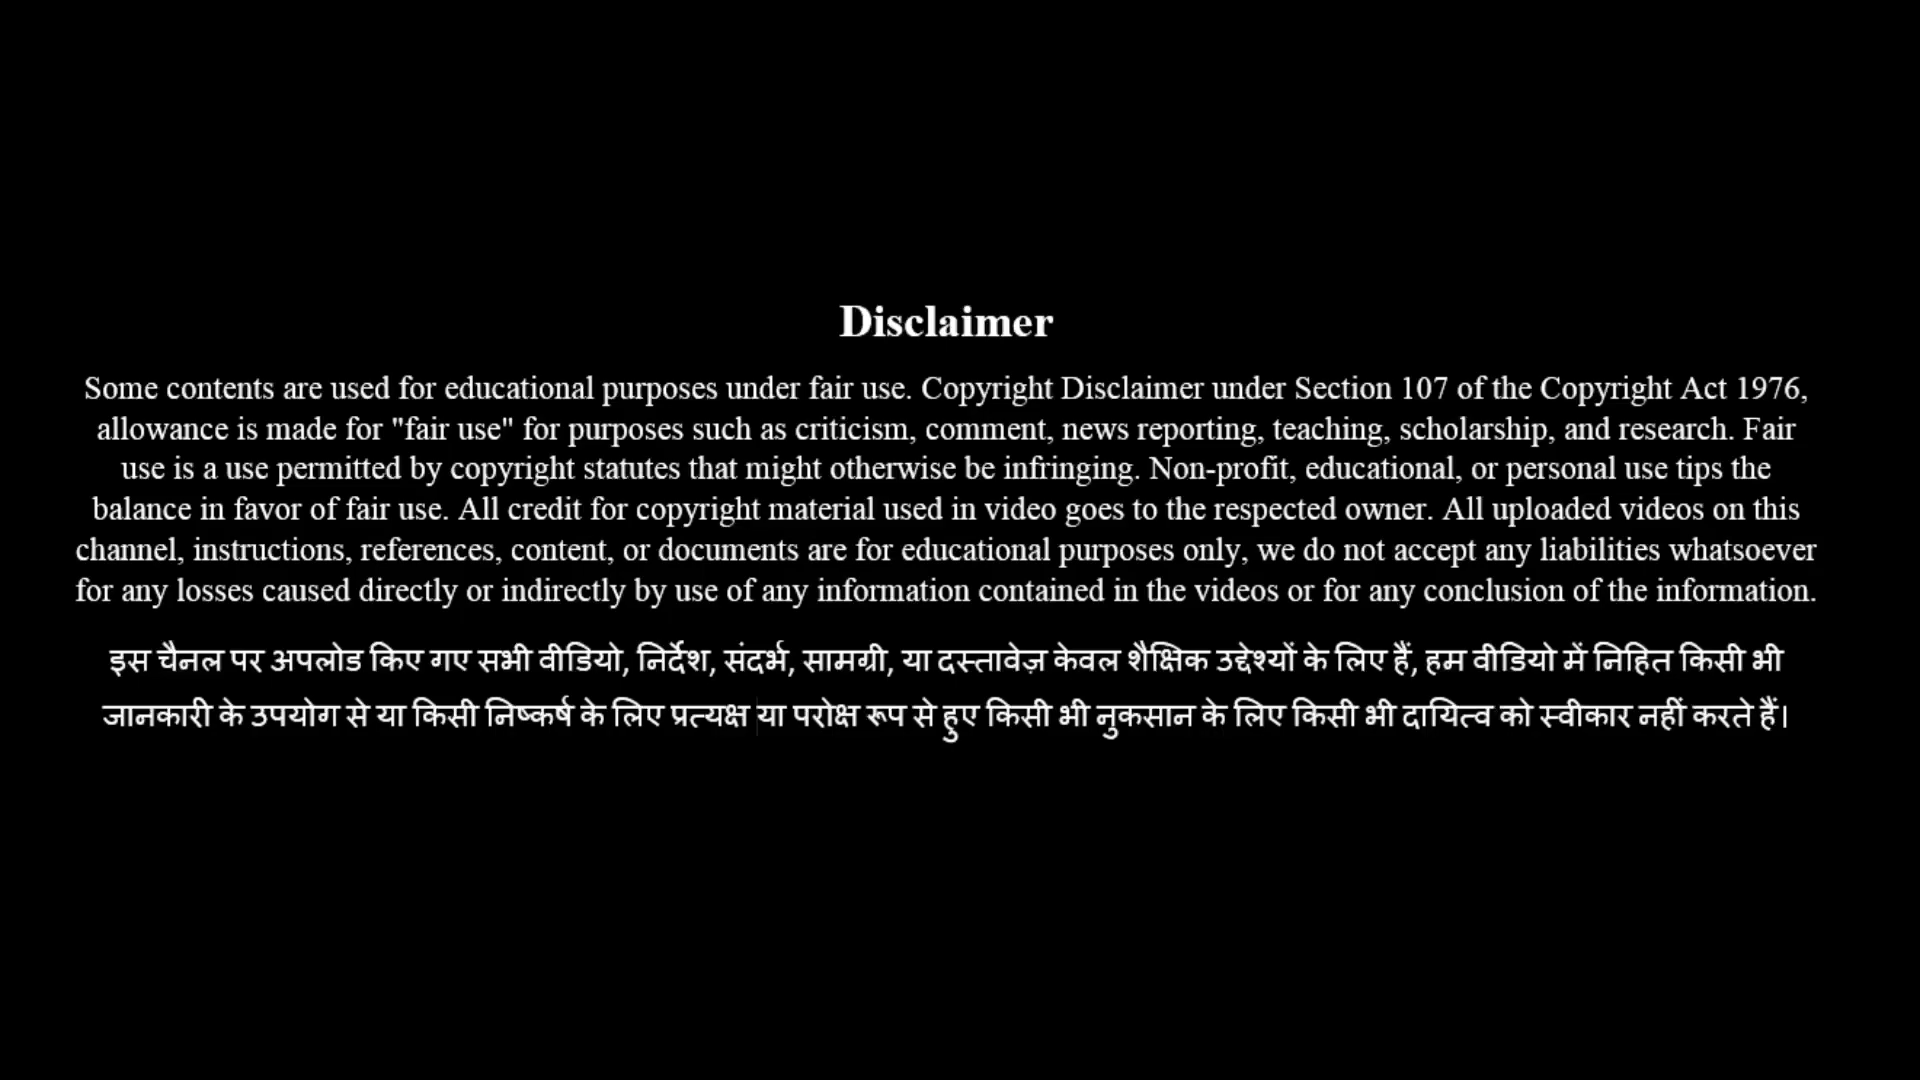 Disclaimer
Some contents are used for educational purposes under fair use. Copyright Disclaimer under Section 107 of the Copyright Act 1976,
allowance is made for "fair use" for purposes such as criticism, comment, news reporting, teaching, scholarship, and research. Fair
use is a use permitted by copyright statutes that might otherwise be infringing. Non-profit, educational, or personal use tips the
balance in favor of fair use. All credit for copyright material used in video goes to the respected owner. All uploaded videos on this
channel, instructions, references, content, or documents are for educational purposes only, we do not accept any liabilities whatsoever
for any losses caused directly or indirectly by use of any information contained in the videos or for any conclusion of the information.
इस चैनल पर अपलोड किए गए सभी वीडियो, निर्देश, संदर्भ, सामग्री, या दस्तावेज़ केवल शैक्षिक उद्देश्यों के लिए हैं, हम वीडियो में निहित किसी भी
जानकारी के उपयोग से या किसी निष्कर्ष के लिए प्रत्यक्ष या परोक्ष रूप से हुए किसी भी नुकसान के लिए किसी भी दायित्व को स्वीकार नहीं करते हैं।